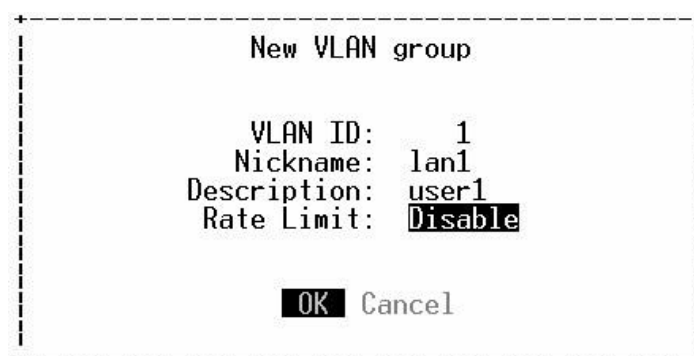 New VLAN group
VLAN ID: 1
Nickname: lan1
Description: user1
Rate Limit: Disable
OK Cancel